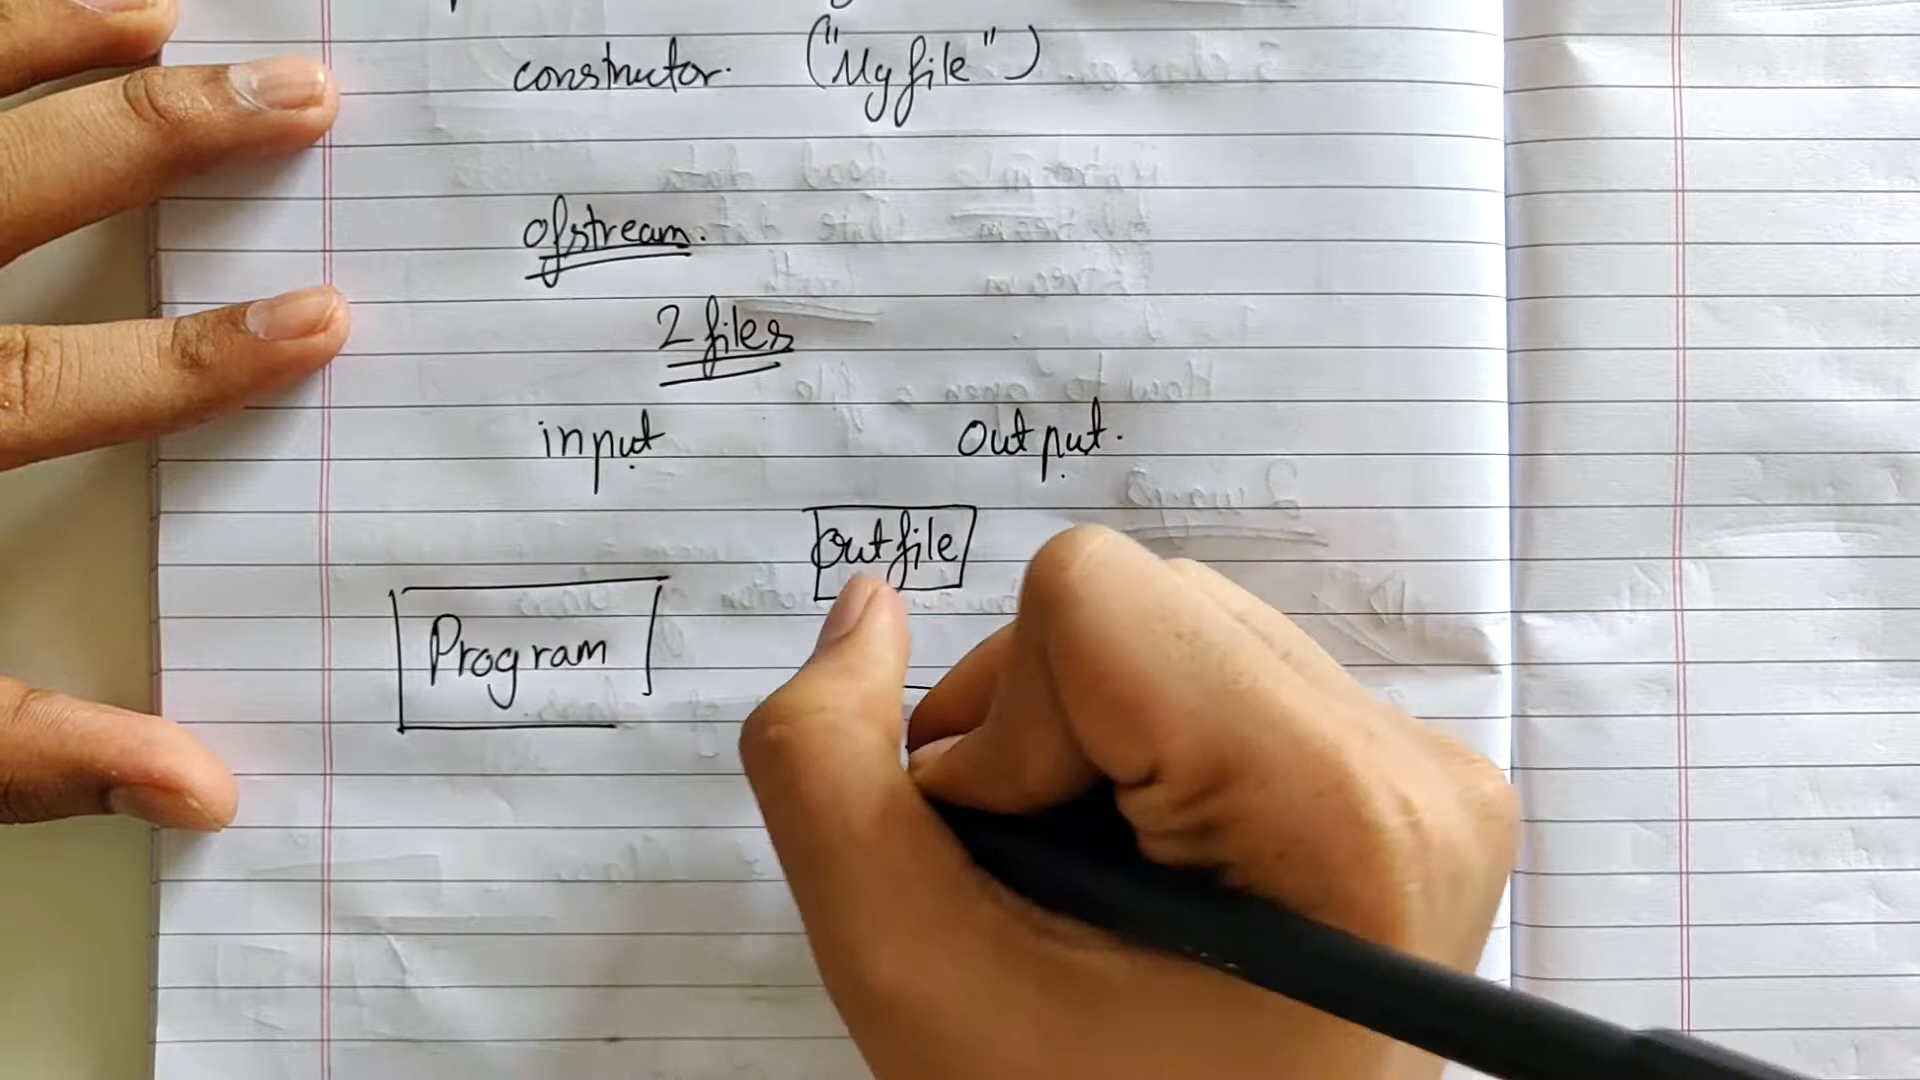 constructor. ("Myfile")
ofstream.
2 files
input output.
outfile
Program